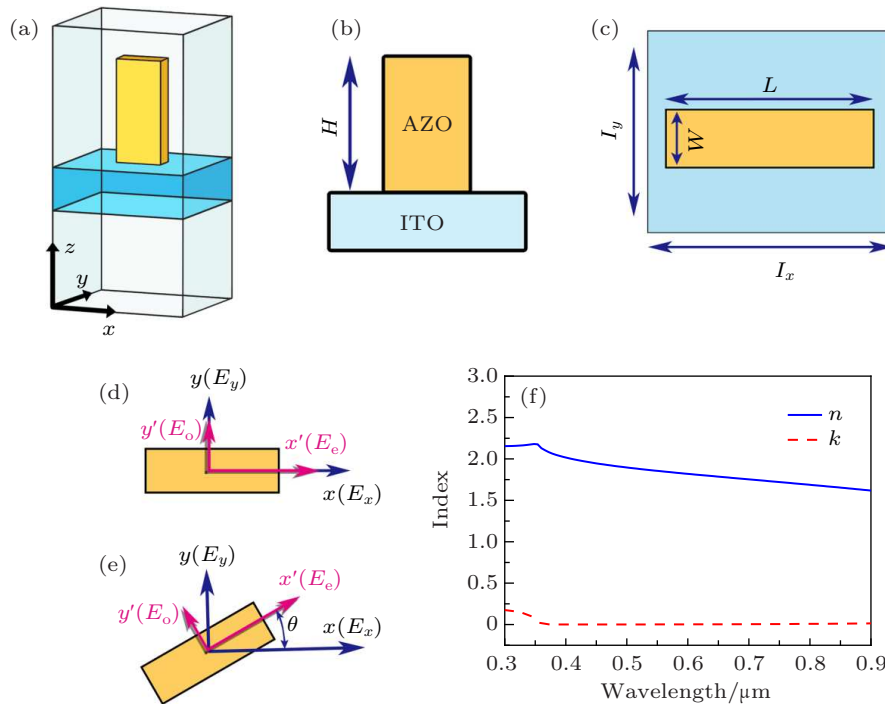 (a)
z
y
x
(b)
H
AZO
ITO
(c)
L
I_y
W
I_x
(d)
y(E_y)
y′(E_o)
x′(E_e)
x(E_x)
(e)
y(E_y)
x′(E_e)
y′(E_o)
θ
x(E_x)
(f)
n
k
3.0
2.5
2.0
1.5
1.0
0.5
0
Index
0.3 0.4 0.5 0.6 0.7 0.8 0.9
Wavelength/μm